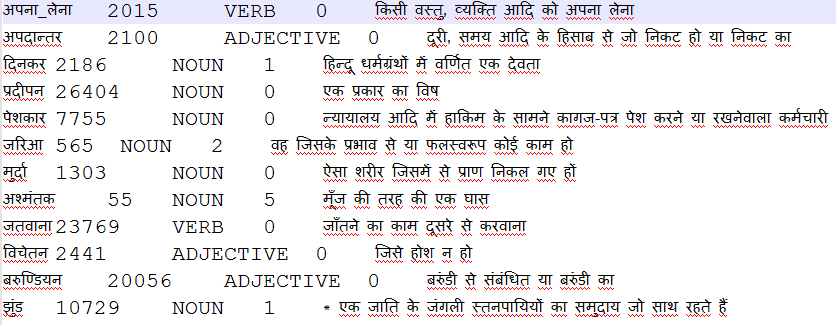 अपना_लेना 2015 VERB 0 किसी वस्तु, व्यक्ति आदि को अपना लेना
अपदान्तर 2100 ADJECTIVE 0 दूरी, समय आदि के हिसाब से जो निकट हो या निकट का
दिनकर 2186 NOUN 1 हिन्दू धर्मग्रंथों में वर्णित एक देवता
प्रदीपन 26404 NOUN 0 एक प्रकार का विष
पेशकार 7755 NOUN 0 न्यायालय आदि में हाकिम के सामने कागज-पत्र पेश करने या रखनेवाला कर्मचारी
जरिआ 565 NOUN 2 वह जिसके प्रभाव से या फलस्वरूप कोई काम हो
मुर्दा 1303 NOUN 0 ऐसा शरीर जिसमें से प्राण निकल गए हों
अश्मंतक 55 NOUN 5 मूँज की तरह की एक घास
जतवाना 23769 VERB 0 जाँतने का काम दूसरे से करवाना
विचेतन 2441 ADJECTIVE 0 जिसे होश न हो
बरुण्डियन 20056 ADJECTIVE 0 बरुंडी से संबंधित या बरुंडी का
झुंड 10729 NOUN 1 * एक जाति के जंगली स्तनपायियों का समुदाय जो साथ रहते हैं